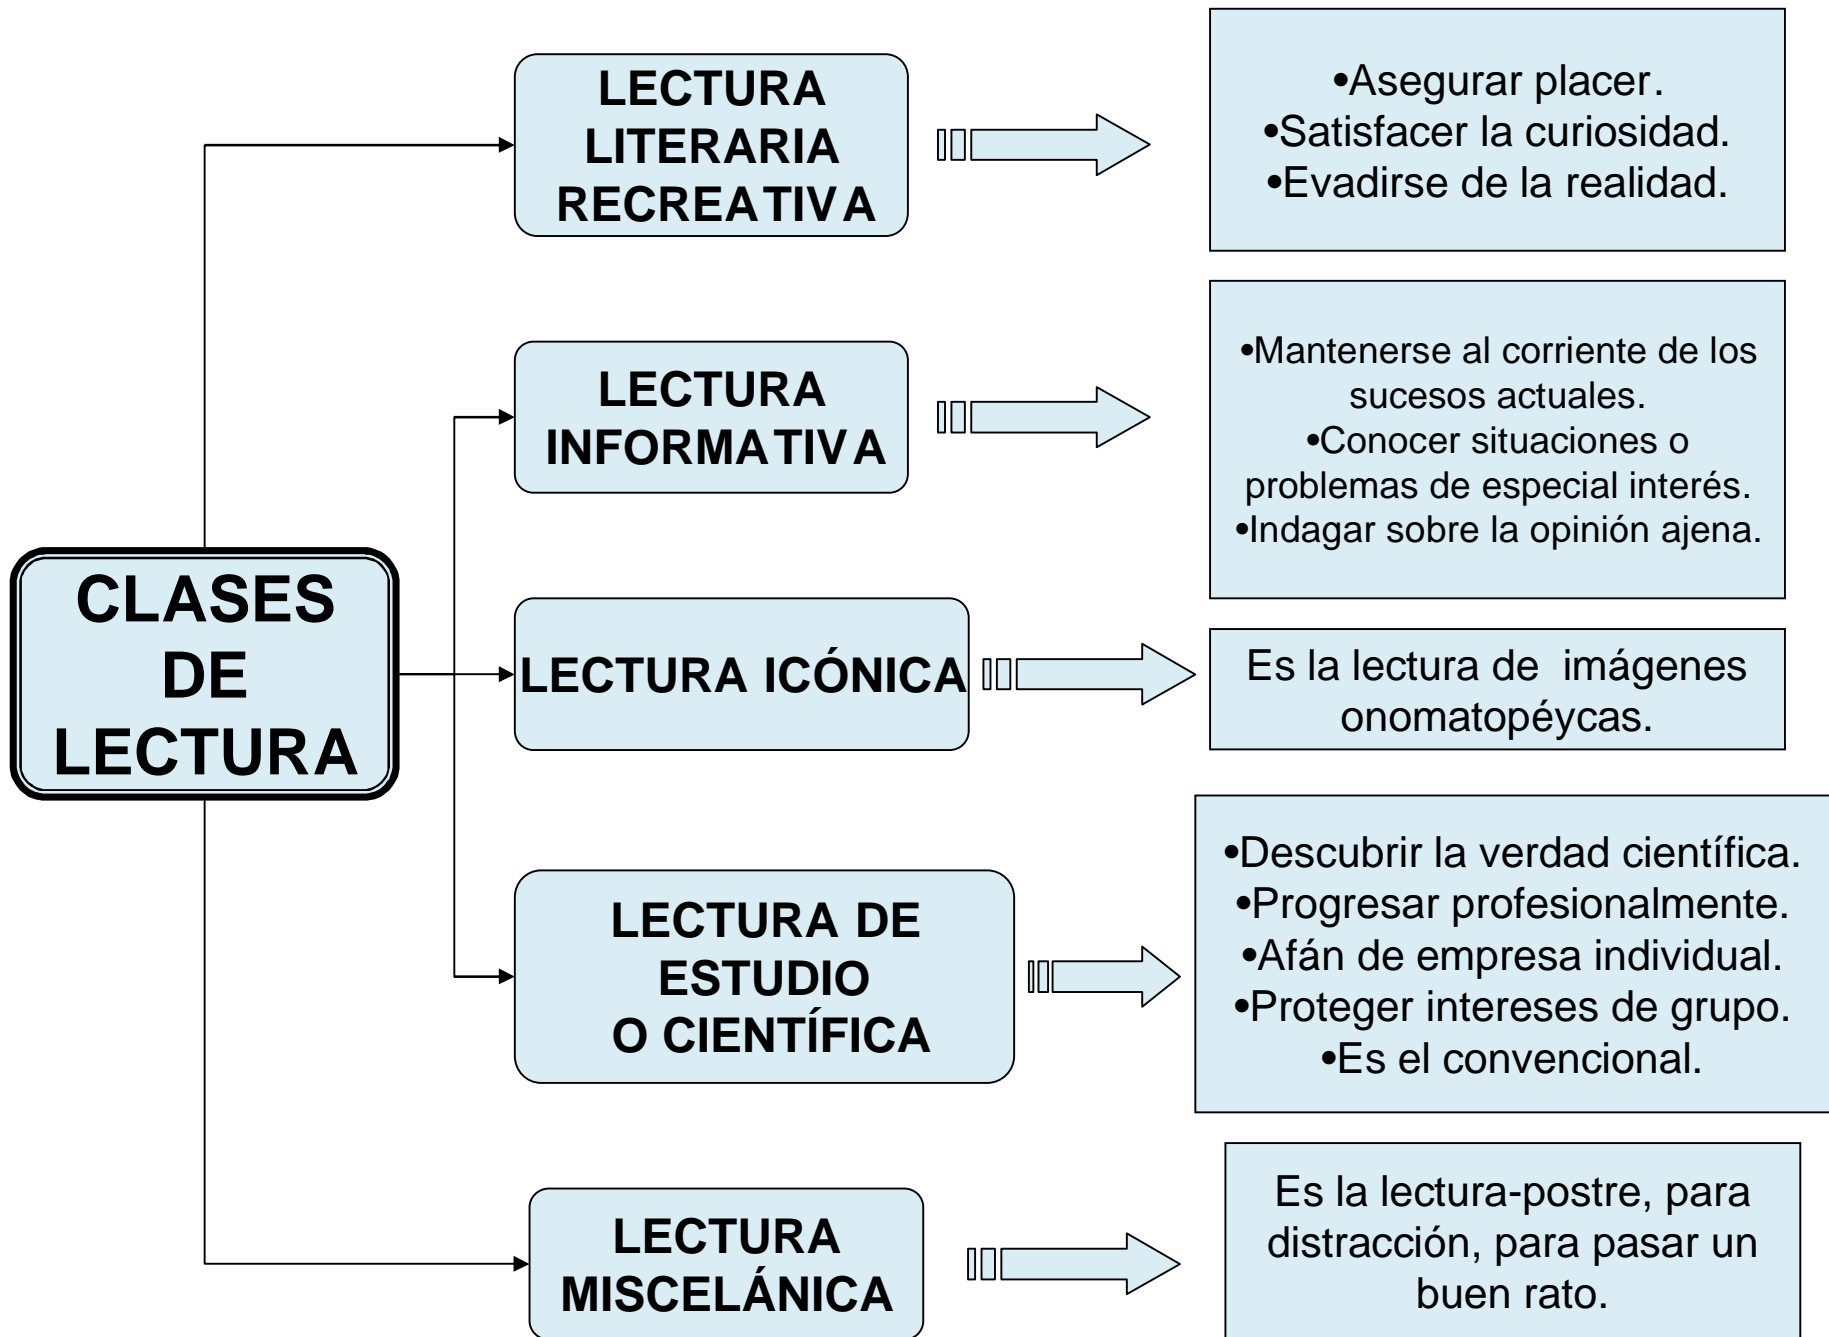 CLASES
DE
LECTURA
LECTURA
LITERARIA
RECREATIVA
•Asegurar placer.
•Satisfacer la curiosidad.
•Evadirse de la realidad.
LECTURA
INFORMATIVA
•Mantenerse al corriente de los
sucesos actuales.
•Conocer situaciones o
problemas de especial interés.
•Indagar sobre la opinión ajena.
LECTURA ICÓNICA
Es la lectura de imágenes
onomatopéycas.
LECTURA DE
ESTUDIO
O CIENTÍFICA
•Descubrir la verdad científica.
•Progresar profesionalmente.
•Afán de empresa individual.
•Proteger intereses de grupo.
•Es el convencional.
LECTURA
MISCELÁNICA
Es la lectura-postre, para
distracción, para pasar un
buen rato.